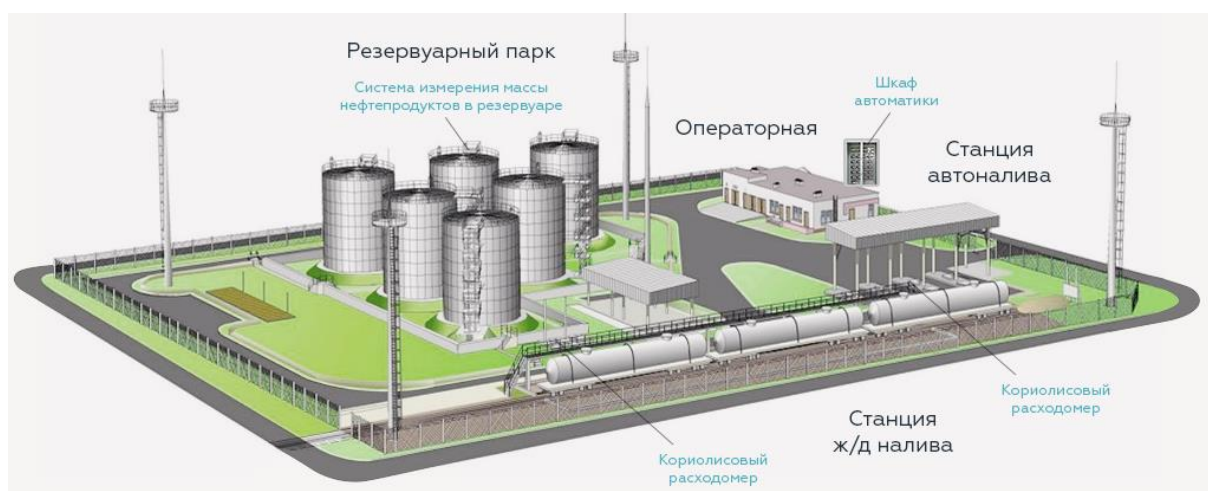 Резервуарный парк
Система измерения массы
нефтепродуктов в резервуаре
Шкаф
автоматики
Операторная
Станция
автоналива
Кориолисовый
расходомер
Станция
ж/д налива
Кориолисовый
расходомер